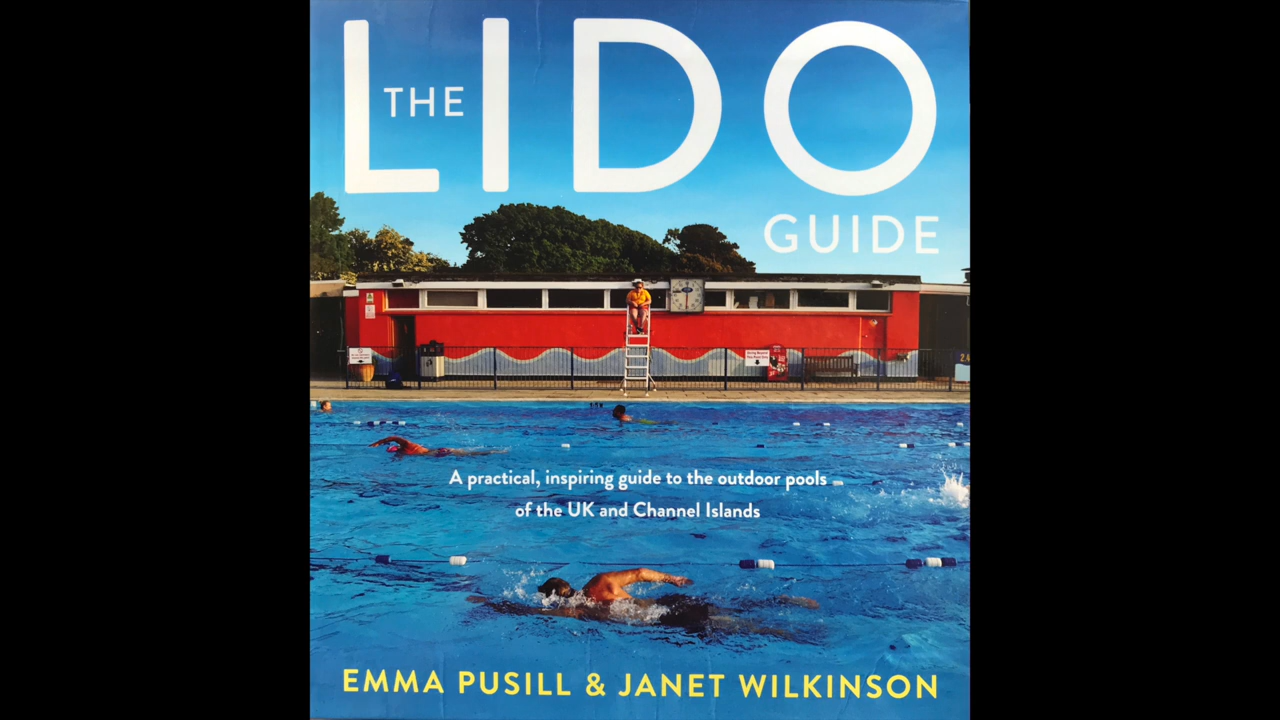 THE
LIDO
GUIDE
A practical, inspiring guide to the outdoor pools
of the UK and Channel Islands
EMMA PUSILL & JANET WILKINSON